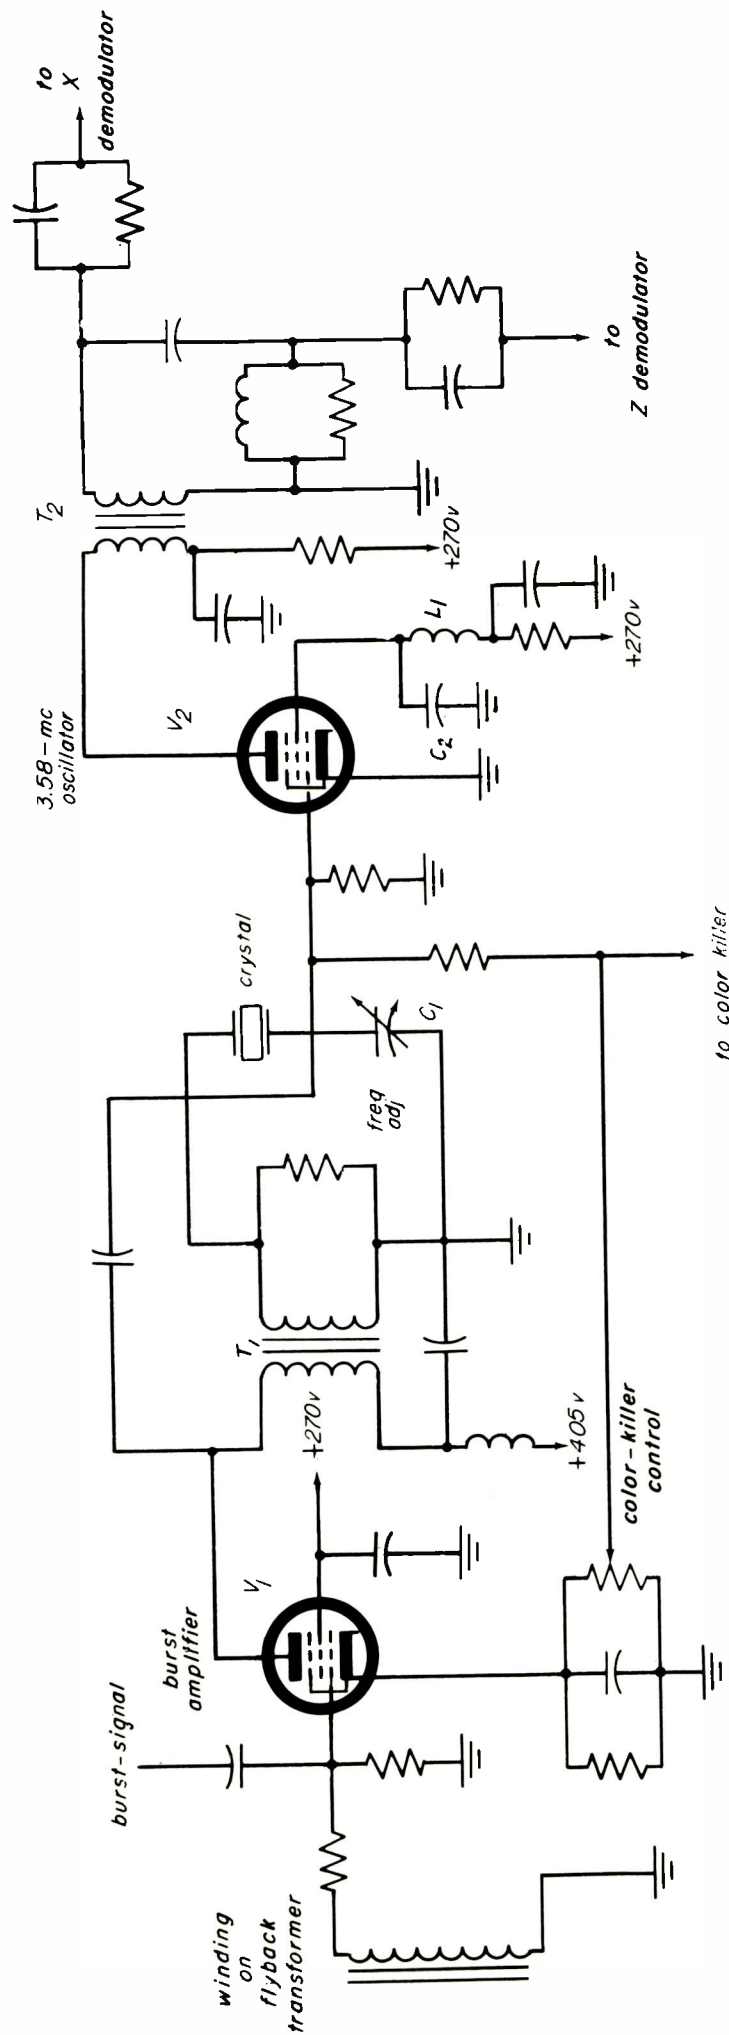 winding
on
flyback
transformer
burst-signal
burst
amplifier
V1
+270v
T1
+405v
color-killer
control
freq
adj
C1
crystal
to color killer
3.58-mc
oscillator
V2
C2
L1
+270v
+270v
T2
to
X
demodulator
to
Z demodulator